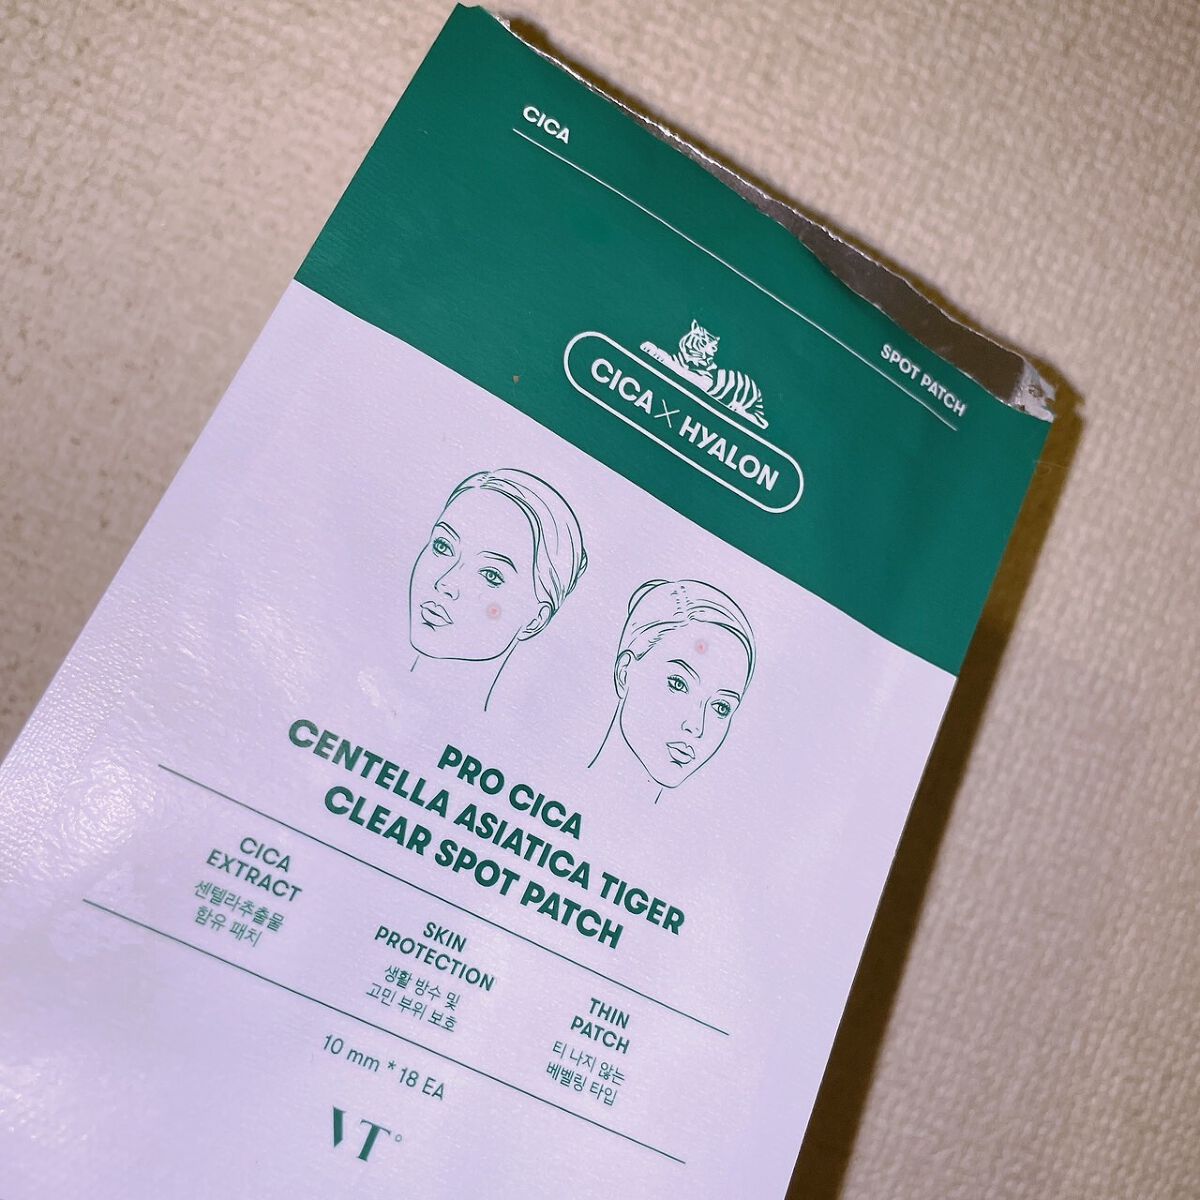 CICA
SPOT PATCH
CICA X HYALON
PRO CICA
CENTELLA ASIATICA TIGER
CLEAR SPOT PATCH
CICA
EXTRACT
센텔라추출물
함유 패치
SKIN
PROTECTION
생활 방수 및
고민 부위 보호
THIN
PATCH
티 나지 않는
베벨링 타입
10 mm * 18 EA
VT